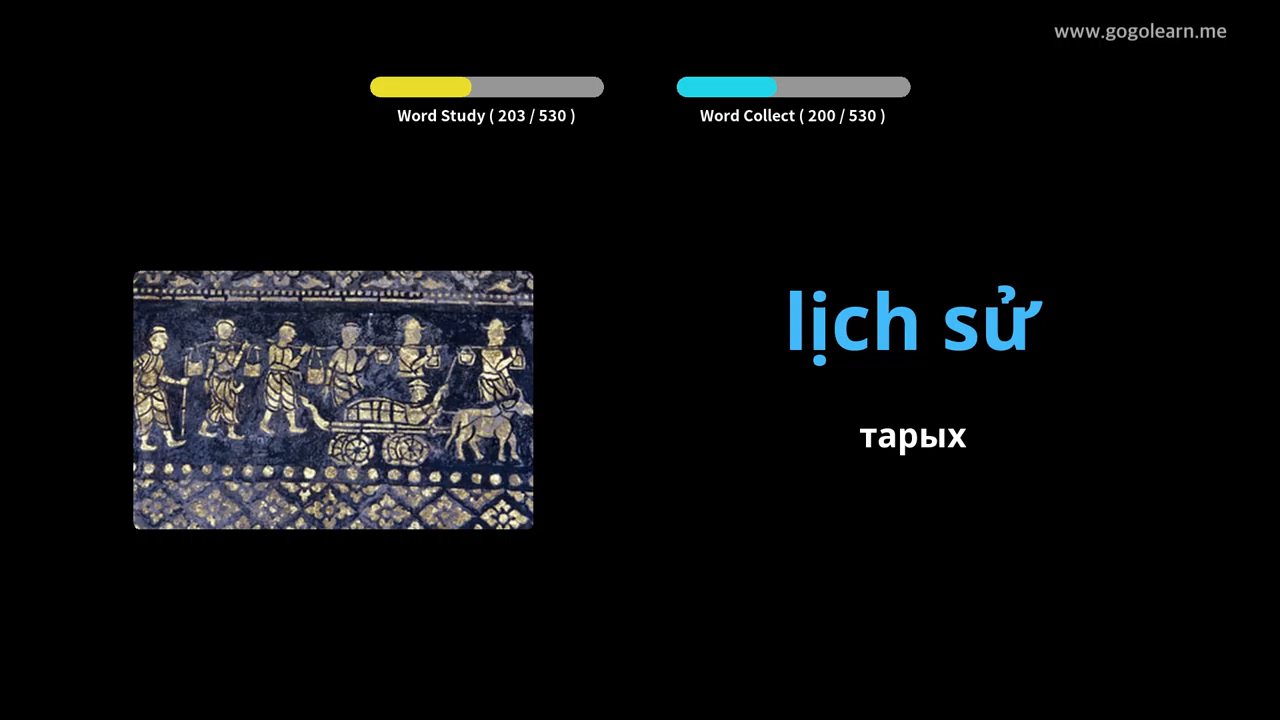 www.gogolearn.me
Word Study ( 203 / 530 )
Word Collect ( 200 / 530 )
lịch sử
тарых